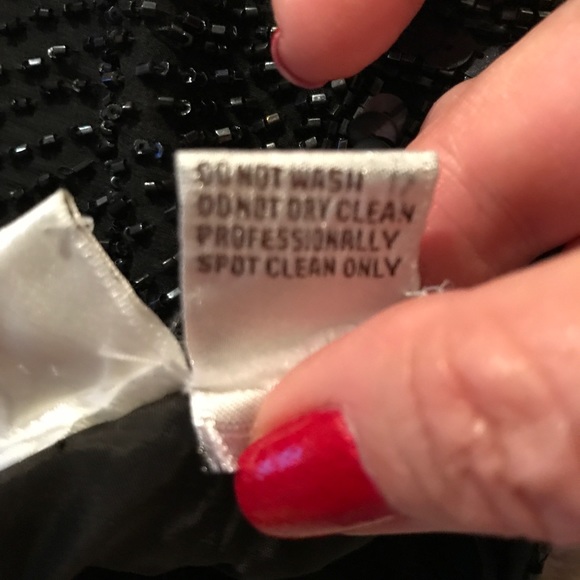 DO NOT WASH
DO NOT DRY CLEAN
PROFESSIONALLY
SPOT CLEAN ONLY